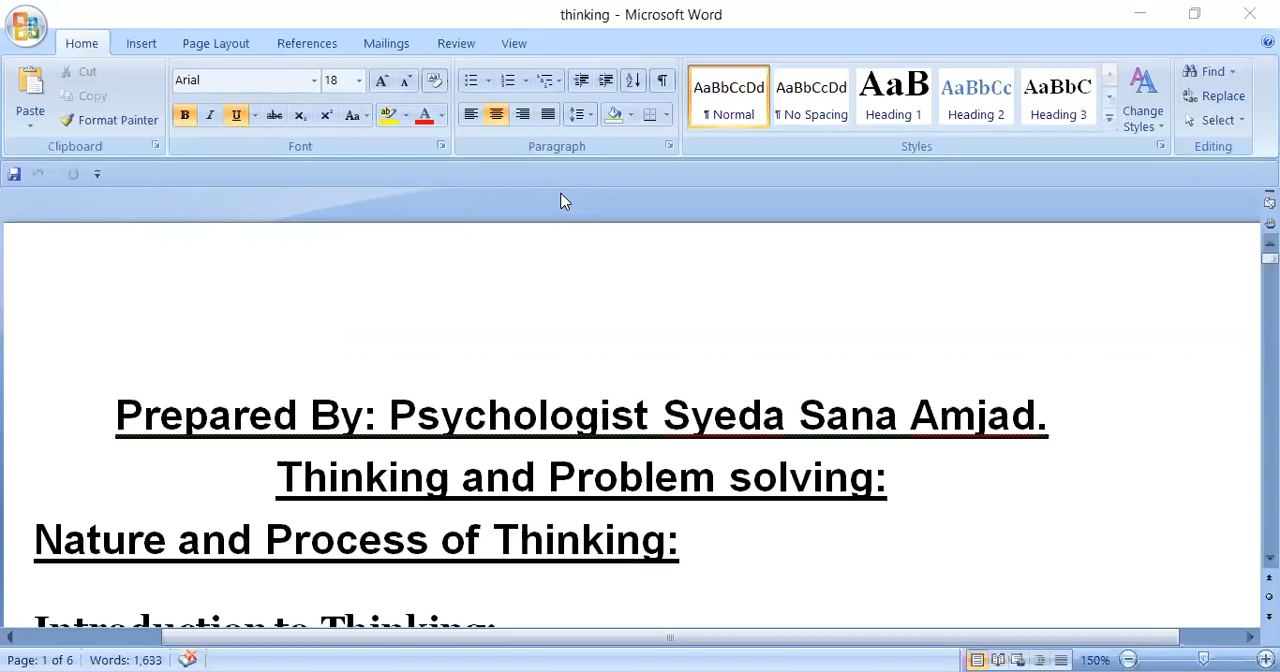 thinking - Microsoft Word
Home Insert Page Layout References Mailings Review View
Paste
Cut
Copy
Format Painter
Clipboard
Arial 18
Font
Paragraph
AaBbCcDd AaBbCcDd AaB AaBbCc AaBbC
¶ Normal ¶ No Spacing Heading 1 Heading 2 Heading 3
Change
Styles
Styles
Find
Replace
Select
Editing
Prepared By: Psychologist Syeda Sana Amjad.
Thinking and Problem solving:
Nature and Process of Thinking:
Introduction to Thinking:
Page: 1 of 6 Words: 1,633 150%